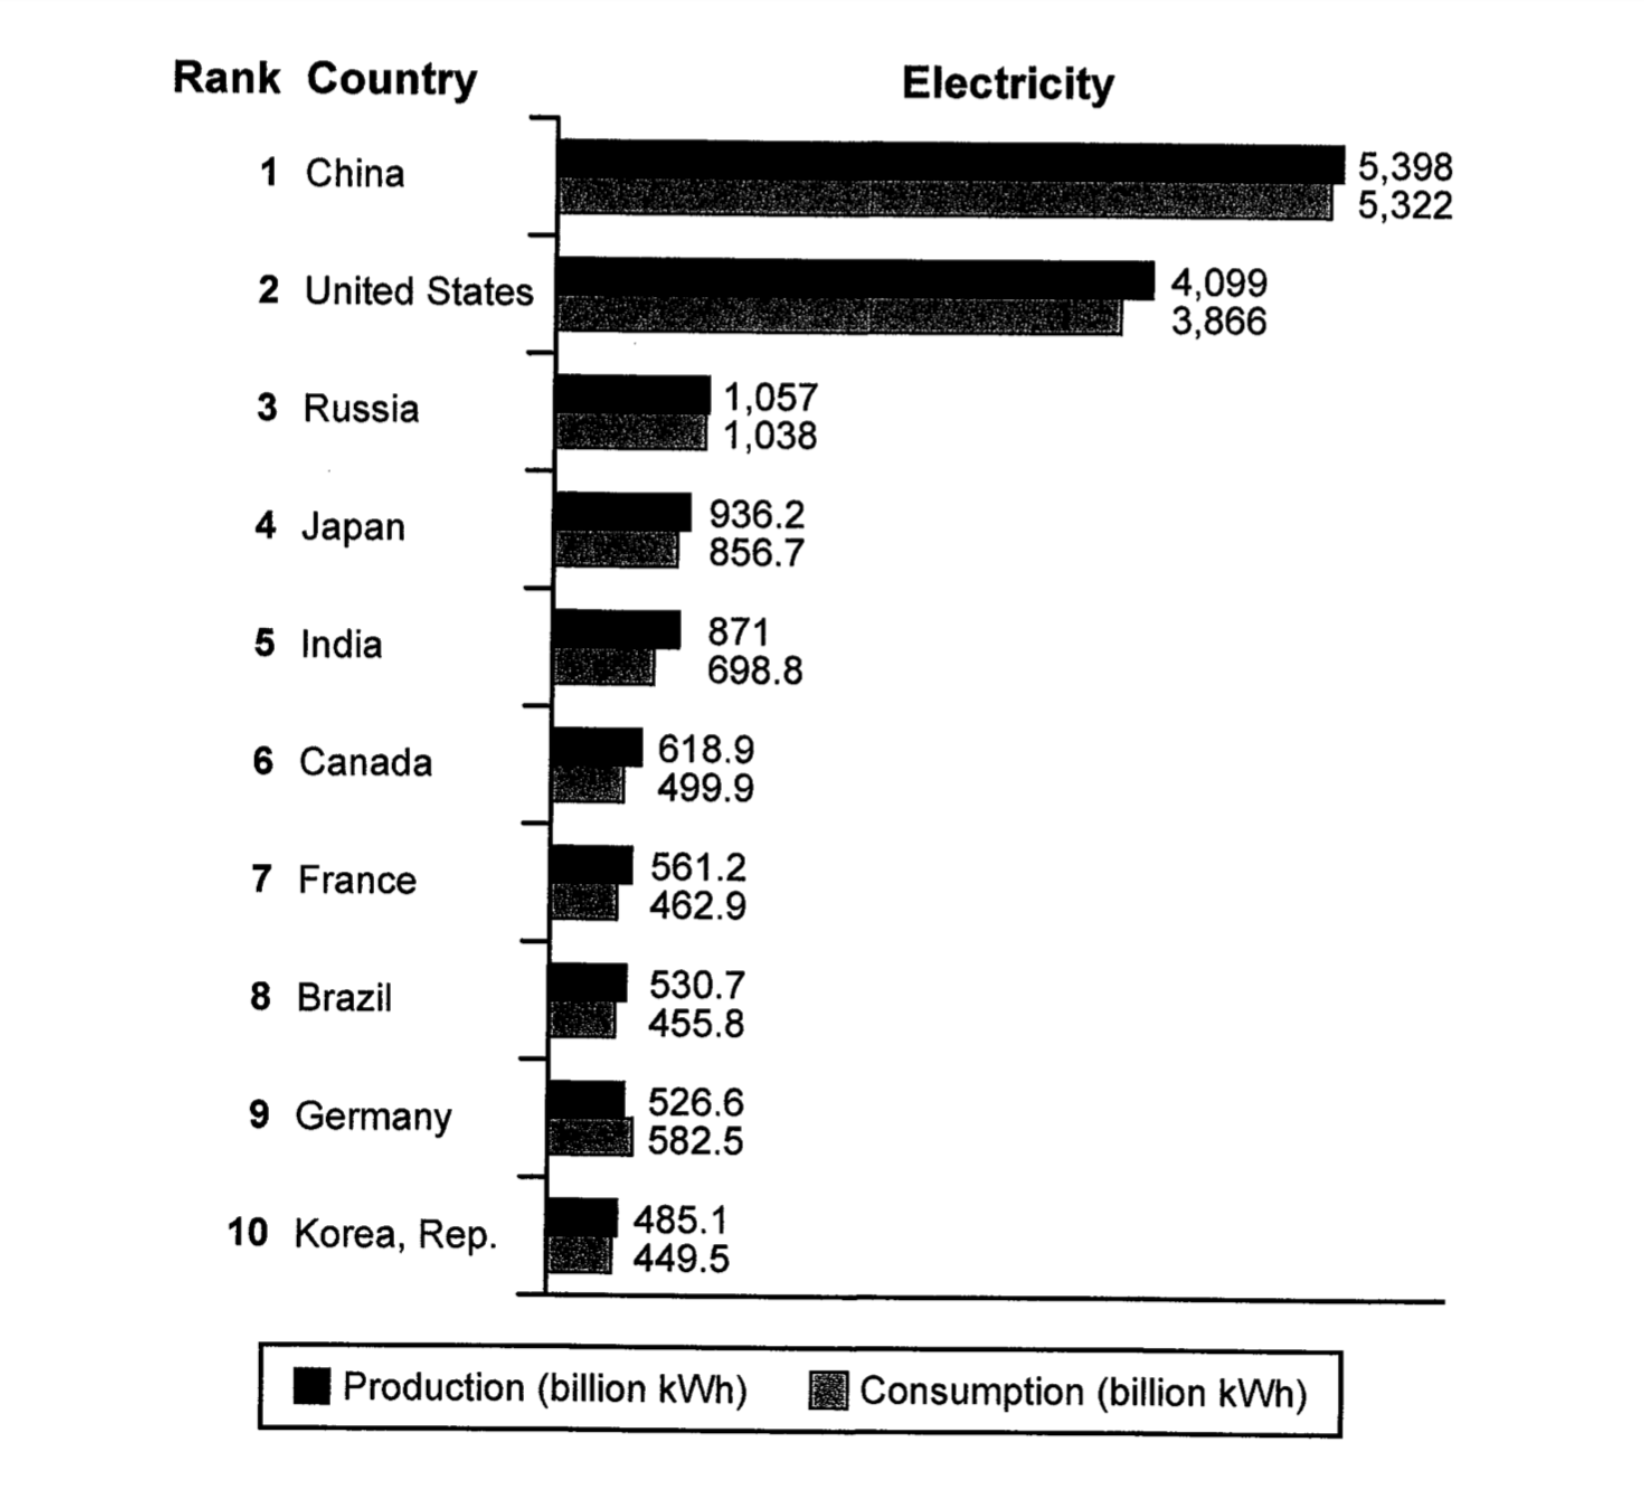 Rank Country Electricity
1 China 5,398
5,322
2 United States 4,099
3,866
3 Russia 1,057
1,038
4 Japan 936.2
856.7
5 India 871
698.8
6 Canada 618.9
499.9
7 France 561.2
462.9
8 Brazil 530.7
455.8
9 Germany 526.6
582.5
10 Korea, Rep. 485.1
449.5
Production (billion kWh) Consumption (billion kWh)